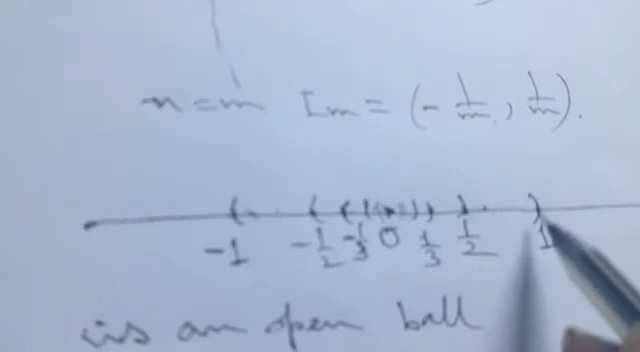 n = m Im = (- 1/m, 1/m).
-1 -1/2 -1/3 0 1/3 1/2 1
is an open ball